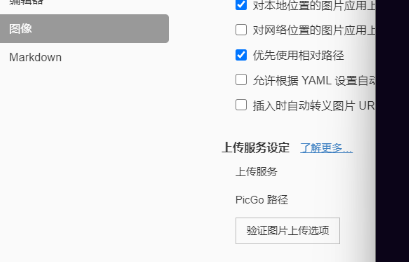 编辑器
图像
Markdown
对本地位置的图片应用上
对网络位置的图片应用上
优先使用相对路径
允许根据 YAML 设置自动
插入时自动转义图片 UR
上传服务设定 了解更多...
上传服务
PicGo 路径
验证图片上传选项